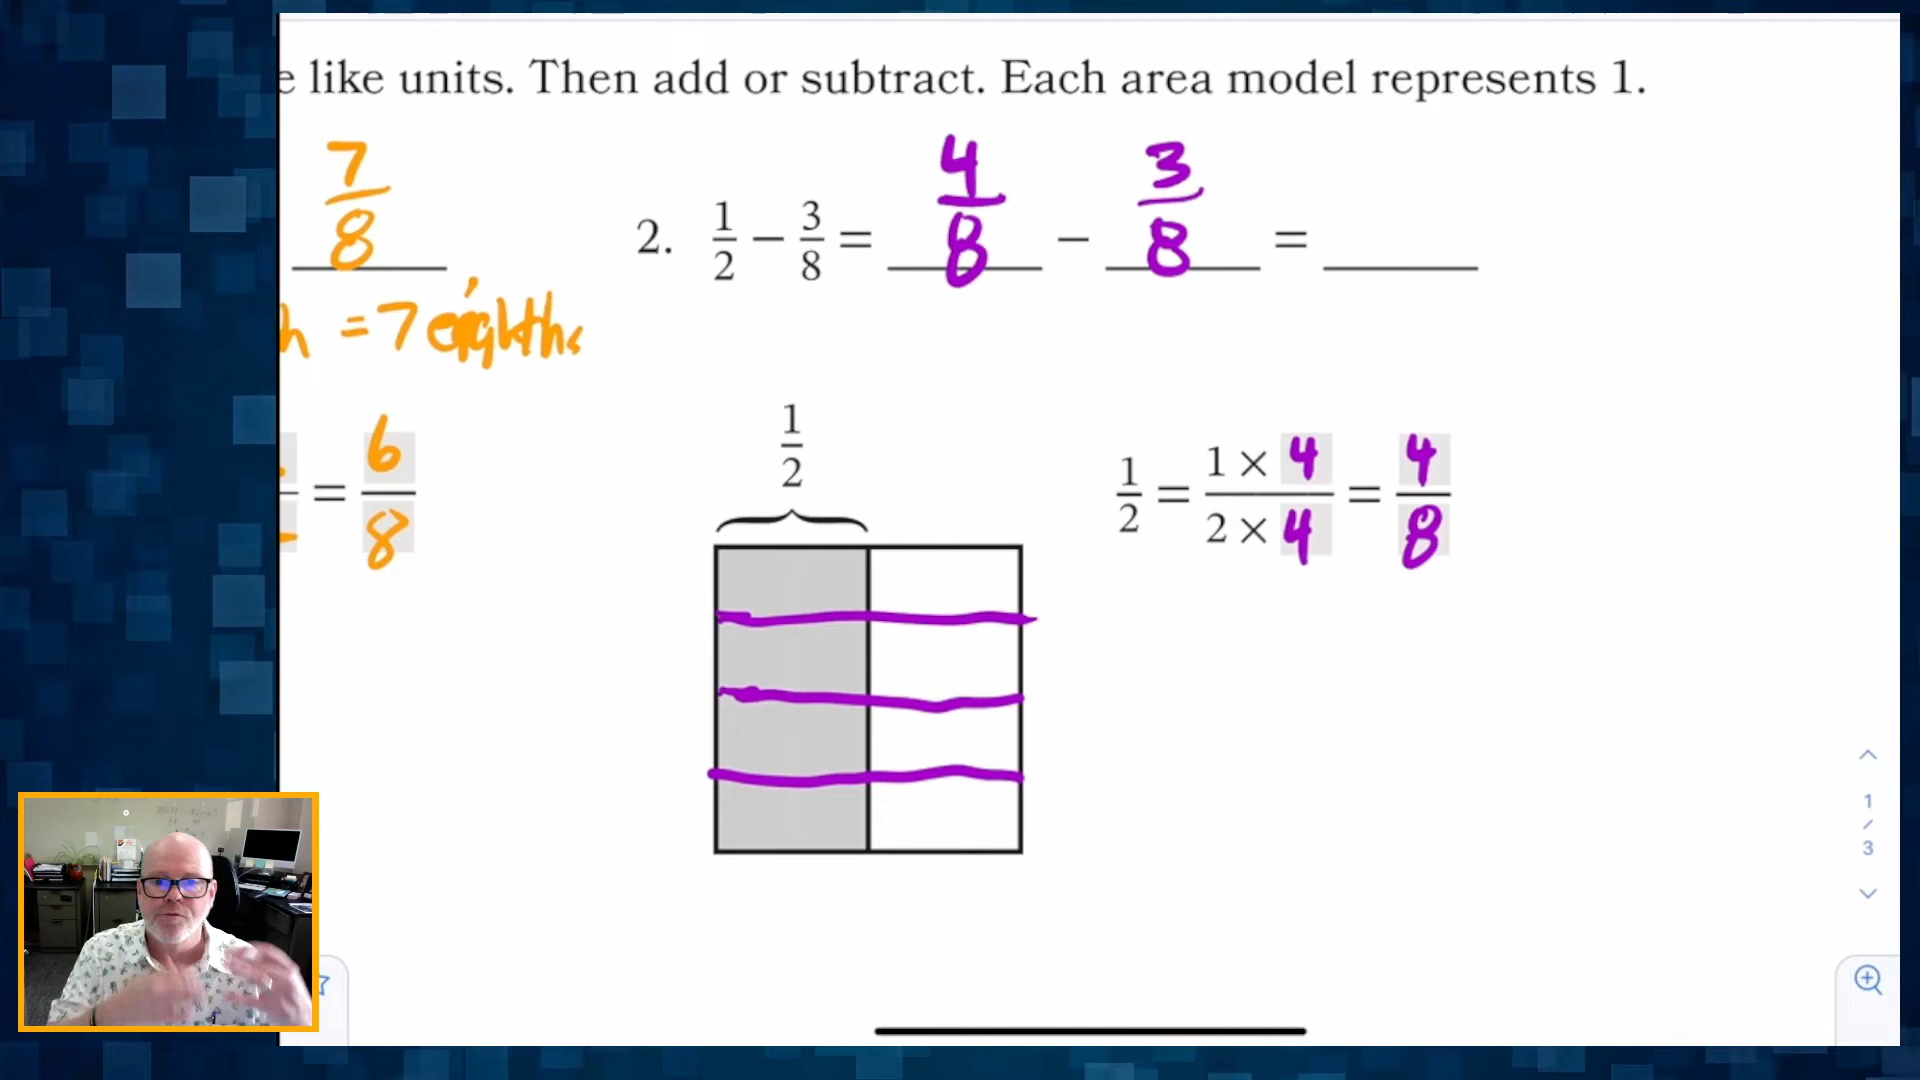 e like units. Then add or subtract. Each area model represents 1.
7/8
= 7 eighths
6/8
2. 1/2 − 3/8 = 4/8 − 3/8 = ____
1/2
1/2 = 1 × 4 / 2 × 4 = 4/8
1/3